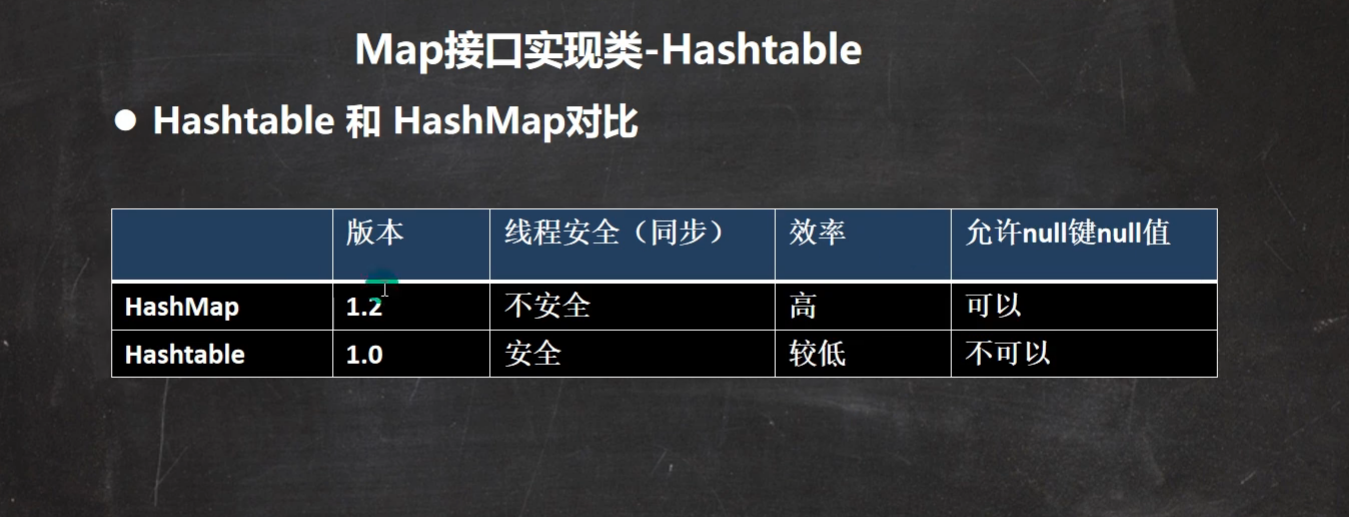 Map接口实现类-Hashtable
● Hashtable 和 HashMap对比
版本 线程安全（同步） 效率 允许null键null值
HashMap 1.2 不安全 高 可以
Hashtable 1.0 安全 较低 不可以